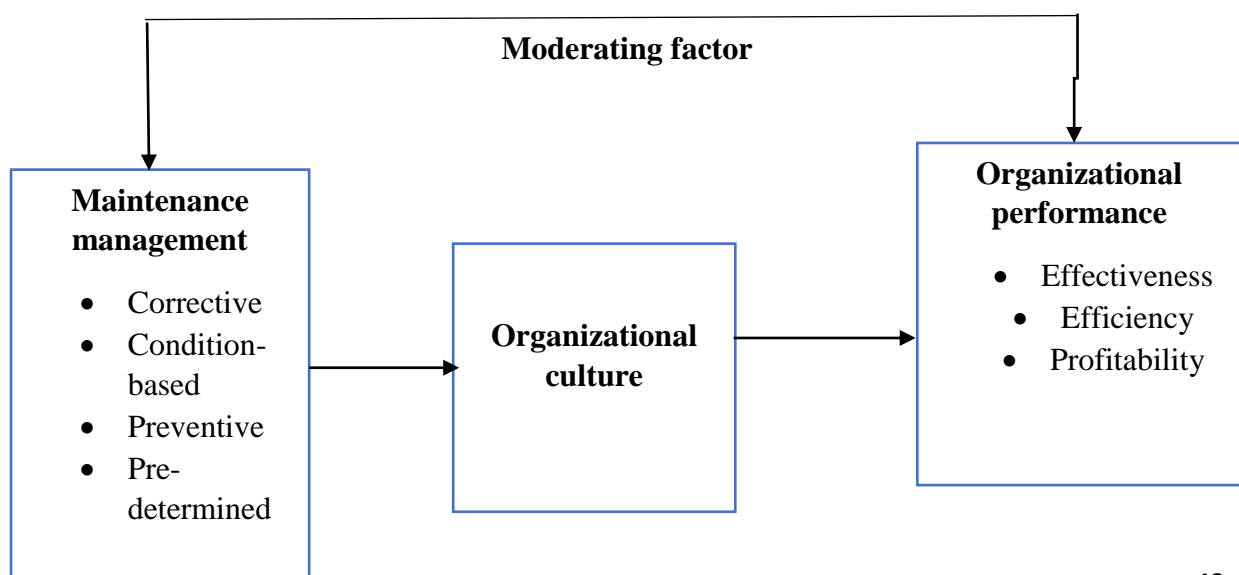 Moderating factor
Maintenance
management
• Corrective
• Condition-
based
• Preventive
• Pre-
determined
Organizational
culture
Organizational
performance
• Effectiveness
• Efficiency
• Profitability